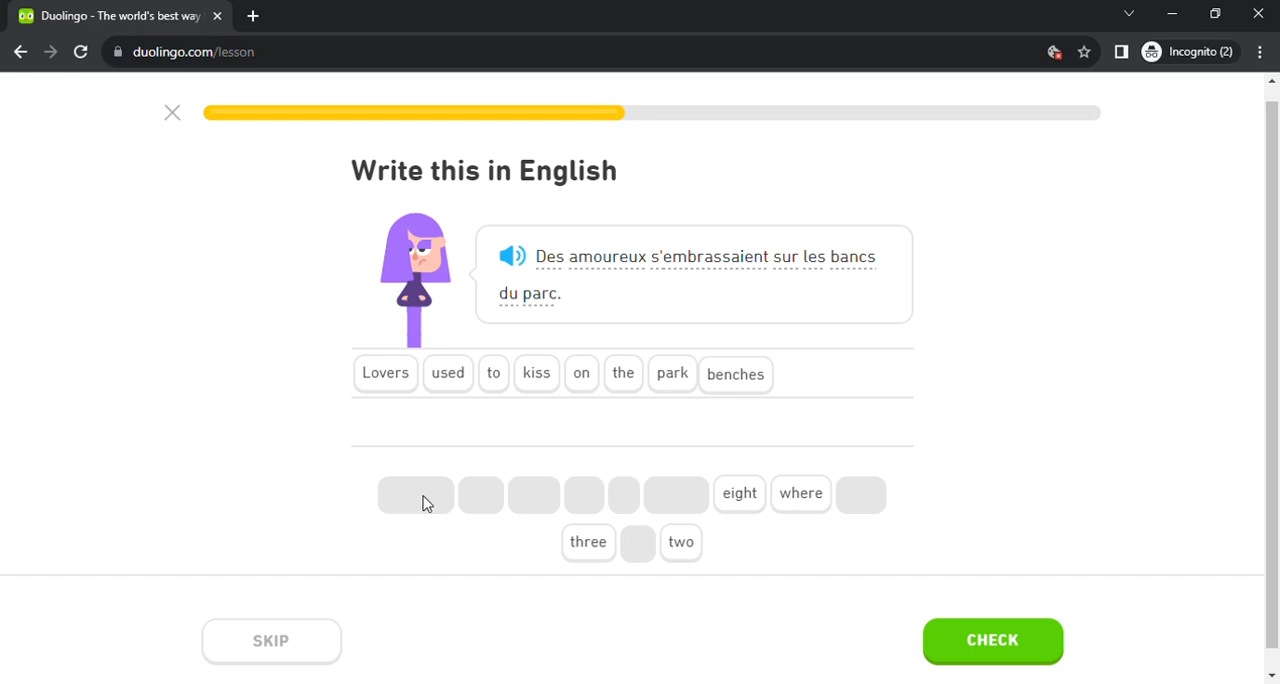 Duolingo - The world's best way
duolingo.com/lesson
Incognito (2)
Write this in English
Des amoureux s'embrassaient sur les bancs
du parc.
Lovers used to kiss on the park benches
eight where
three two
SKIP CHECK